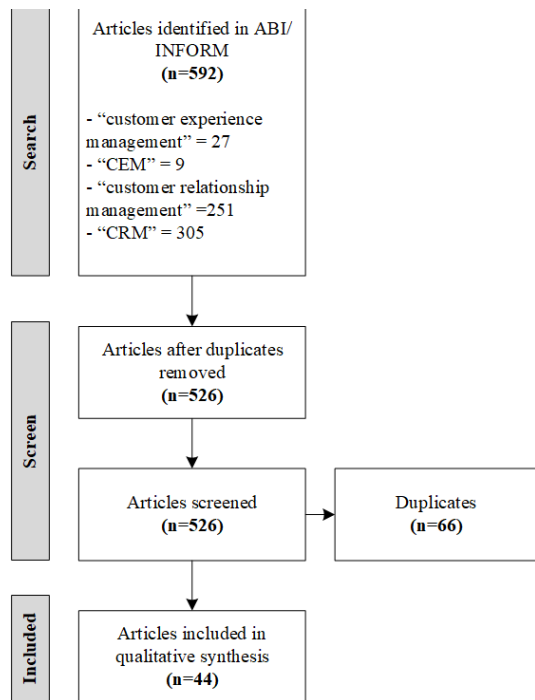 Search
Articles identified in ABI/
INFORM
(n=592)
- “customer experience
management” = 27
- “CEM” = 9
- “customer relationship
management” =251
- “CRM” = 305
Screen
Articles after duplicates
removed
(n=526)
Articles screened
(n=526)
Duplicates
(n=66)
Included
Articles included in
qualitative synthesis
(n=44)